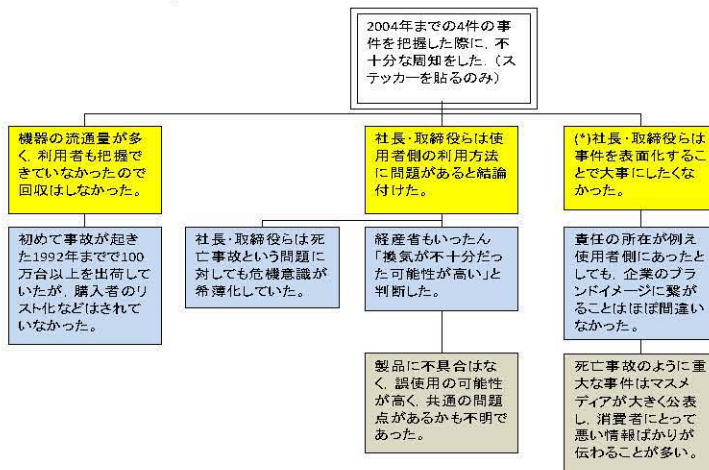 2004年までの4件の事
件を把握した際に、不
十分な周知をした。（ス
テッカーを貼るのみ）
機器の流通量が多
く、利用者も把握で
きていなかったので
回収はしなかった。
社長・取締役らは使
用者側の利用方法
に問題があると結論
付けた。
(*)社長・取締役らは
事件を表面化するこ
とで大事にしたくな
かった。
初めて事故が起き
た1992年までで100
万台以上を出荷して
いたが、購入者のリ
スト化などはされて
いなかった。
社長・取締役らは死
亡事故という問題に
対しても危機意識が
希薄化していた。
経産省もいったん
「換気が不十分だっ
た可能性が高い」と
判断した。
責任の所在が例え
使用者側にあったと
しても、企業のブラ
ンドイメージに繋が
ることはほぼ間違い
なかった。
製品に不具合はな
く、誤使用の可能性
が高く、共通の問題
点があるかも不明で
あった。
死亡事故のように重
大な事件はマスメ
ディアが大きく公表
し、消費者にとって
悪い情報ばかりが
伝わることが多い。